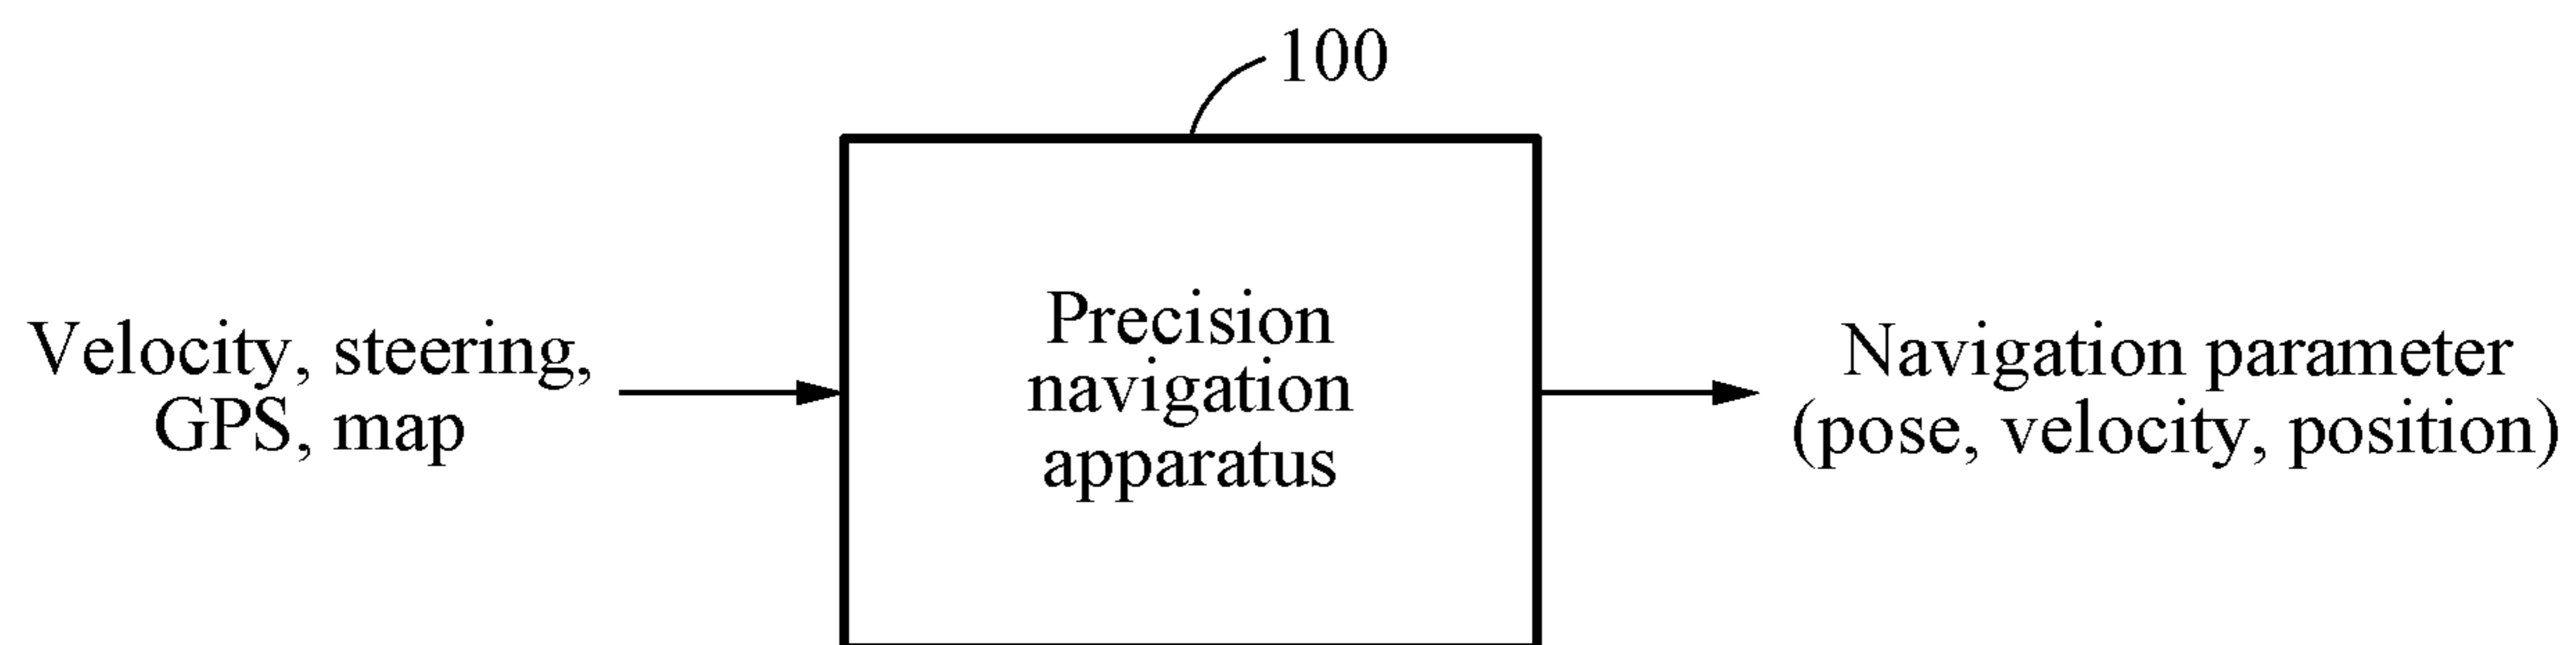 100
Velocity, steering,
GPS, map
Precision
navigation
apparatus
Navigation parameter
(pose, velocity, position)